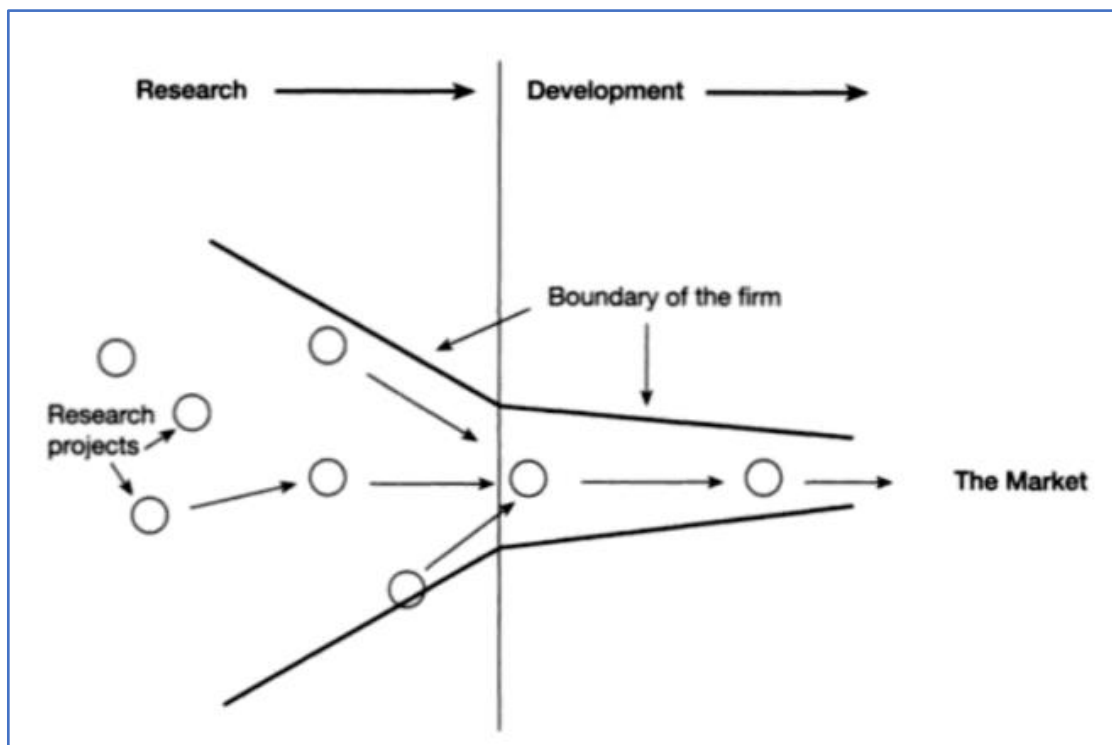 Research
Development
Boundary of the firm
Research
projects
The Market